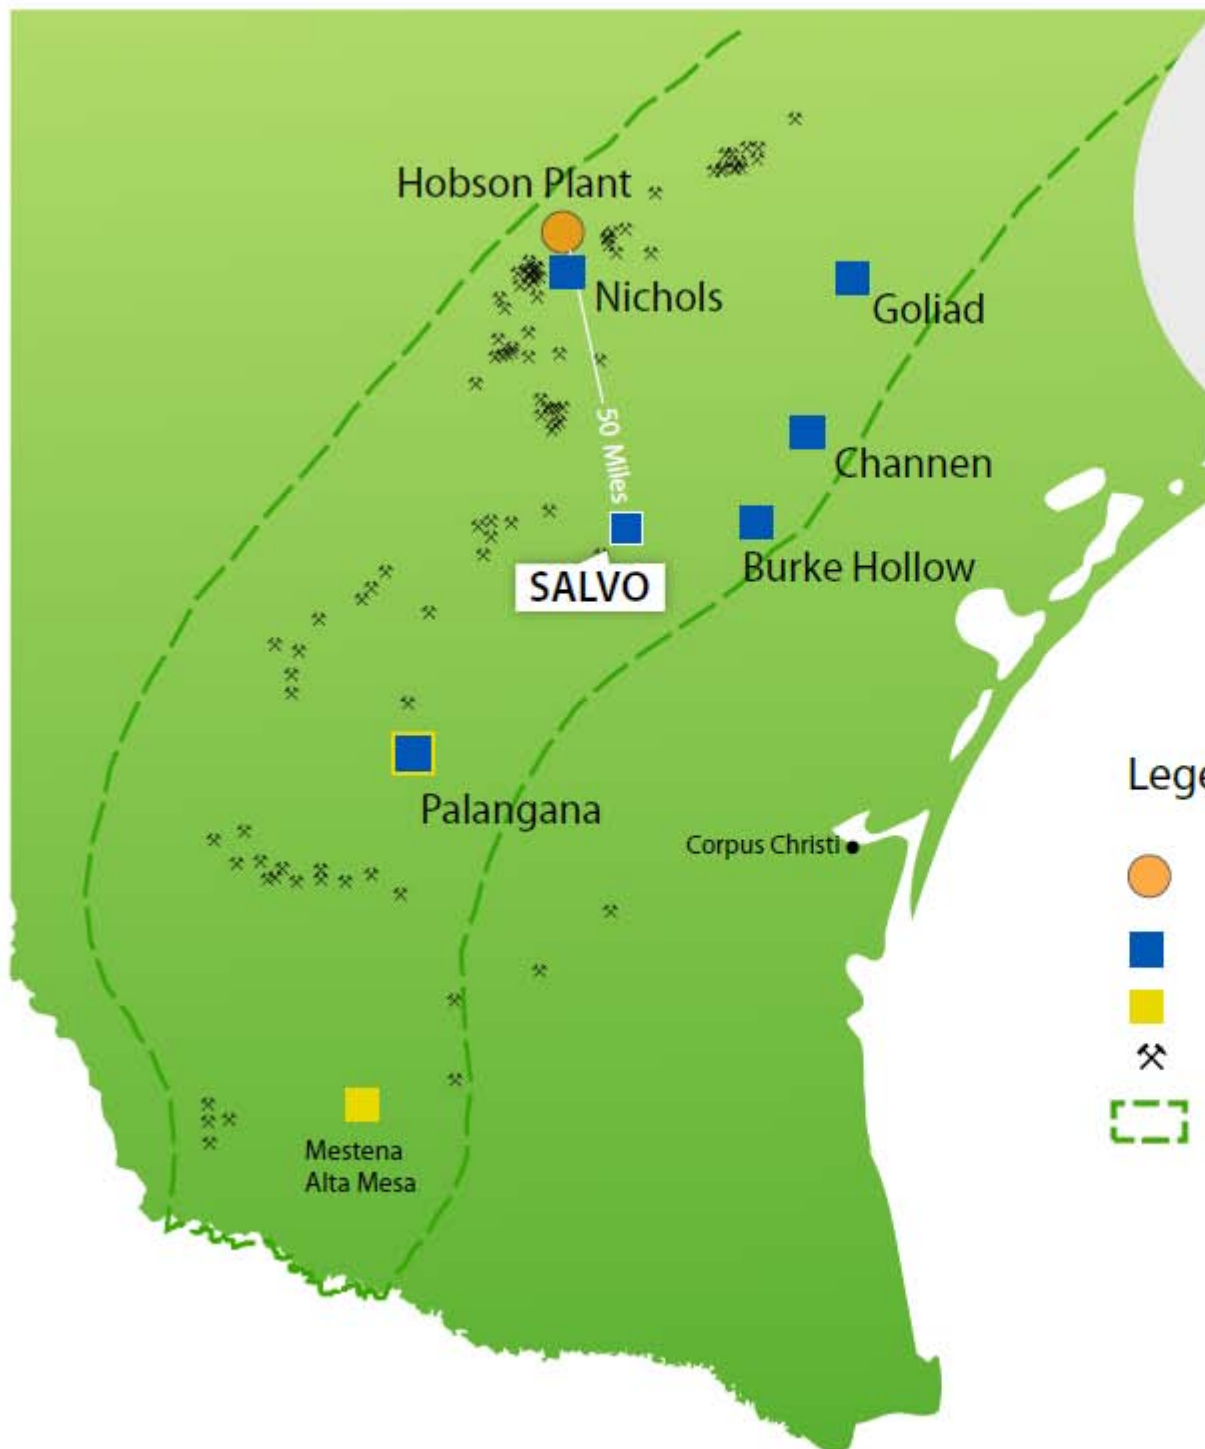 Hobson Plant
Nichols
Goliad
50 Miles
Channen
SALVO
Burke Hollow
Palangana
Corpus Christi
Mestena
Alta Mesa
Lege